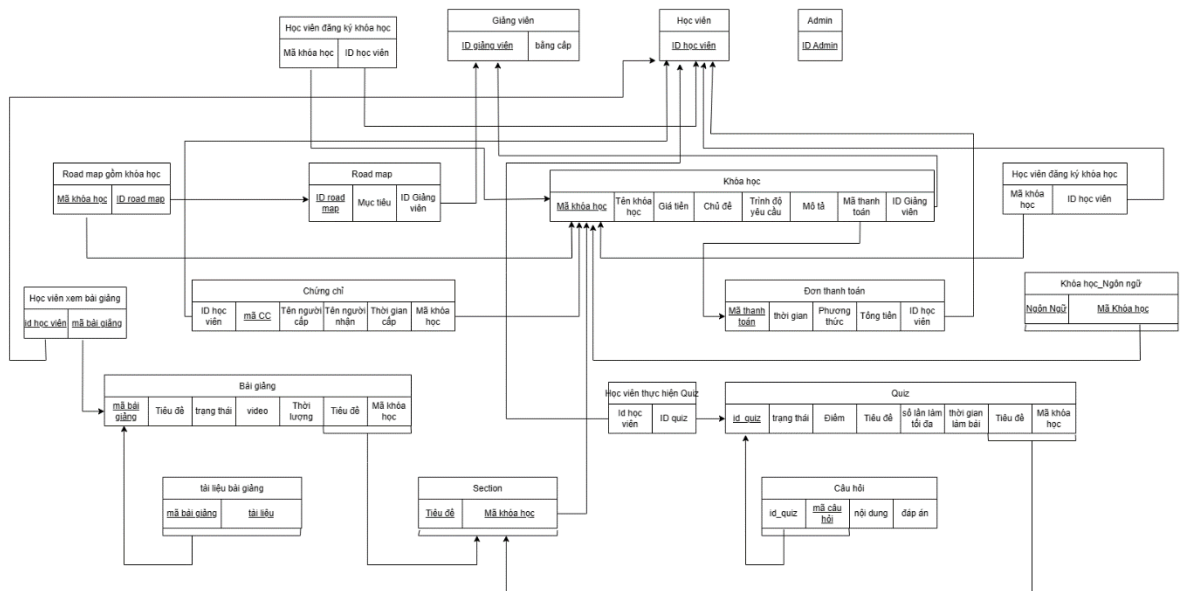 Học viên đăng ký khóa học
Mã khóa học
ID học viên
Giảng viên
ID giảng viên
bằng cấp
Học viên
ID học viên
Admin
ID Admin
Road map gồm khóa học
Mã khóa học
ID road map
Road map
ID road
map
Mục tiêu
ID Giảng
viên
Khóa học
Mã khóa học
Tên khóa
học
Giá tiền
Chủ đề
Trình độ
yêu cầu
Mô tả
Mã thanh
toán
ID Giảng
viên
Học viên đăng ký khóa học
Mã khóa
học
ID học viên
Học viên xem bài giảng
id học viên
mã bài giảng
Chứng chỉ
ID học
viên
mã CC
Tên người
cấp
Tên người
nhận
Thời gian
cấp
Mã khóa
học
Đơn thanh toán
Mã thanh
toán
thời gian
Phương
thức
Tổng tiền
ID học
viên
Khóa học_Ngôn ngữ
Ngôn Ngữ
Mã Khóa học
Bài giảng
mã bài
giảng
Tiêu đề
trạng thái
video
Thời
lượng
Tiêu đề
Mã khóa
học
Học viên thực hiện Quiz
Id học
viên
ID quiz
Quiz
id_quiz
trạng thái
Điểm
Tiêu đề
số lần làm
tối đa
thời gian
làm bài
Tiêu đề
Mã khóa
học
tài liệu bài giảng
mã bài giảng
tài liệu
Section
Tiêu đề
Mã khóa học
Câu hỏi
id_quiz
mã câu
hỏi
nội dung
đáp án